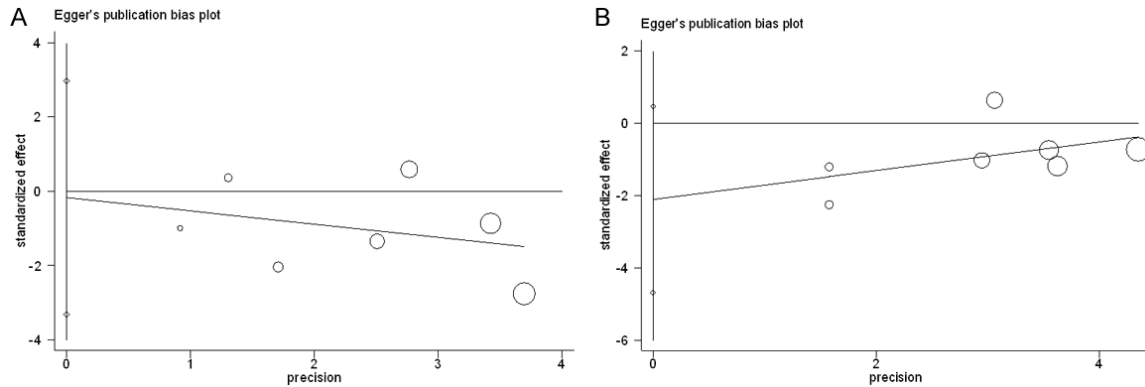 A
Egger's publication bias plot
4
2
0
-2
-4
standardized effect
0
1
2
3
4
precision
B
Egger's publication bias plot
2
0
-2
-4
-6
standardized effect
0
2
4
precision